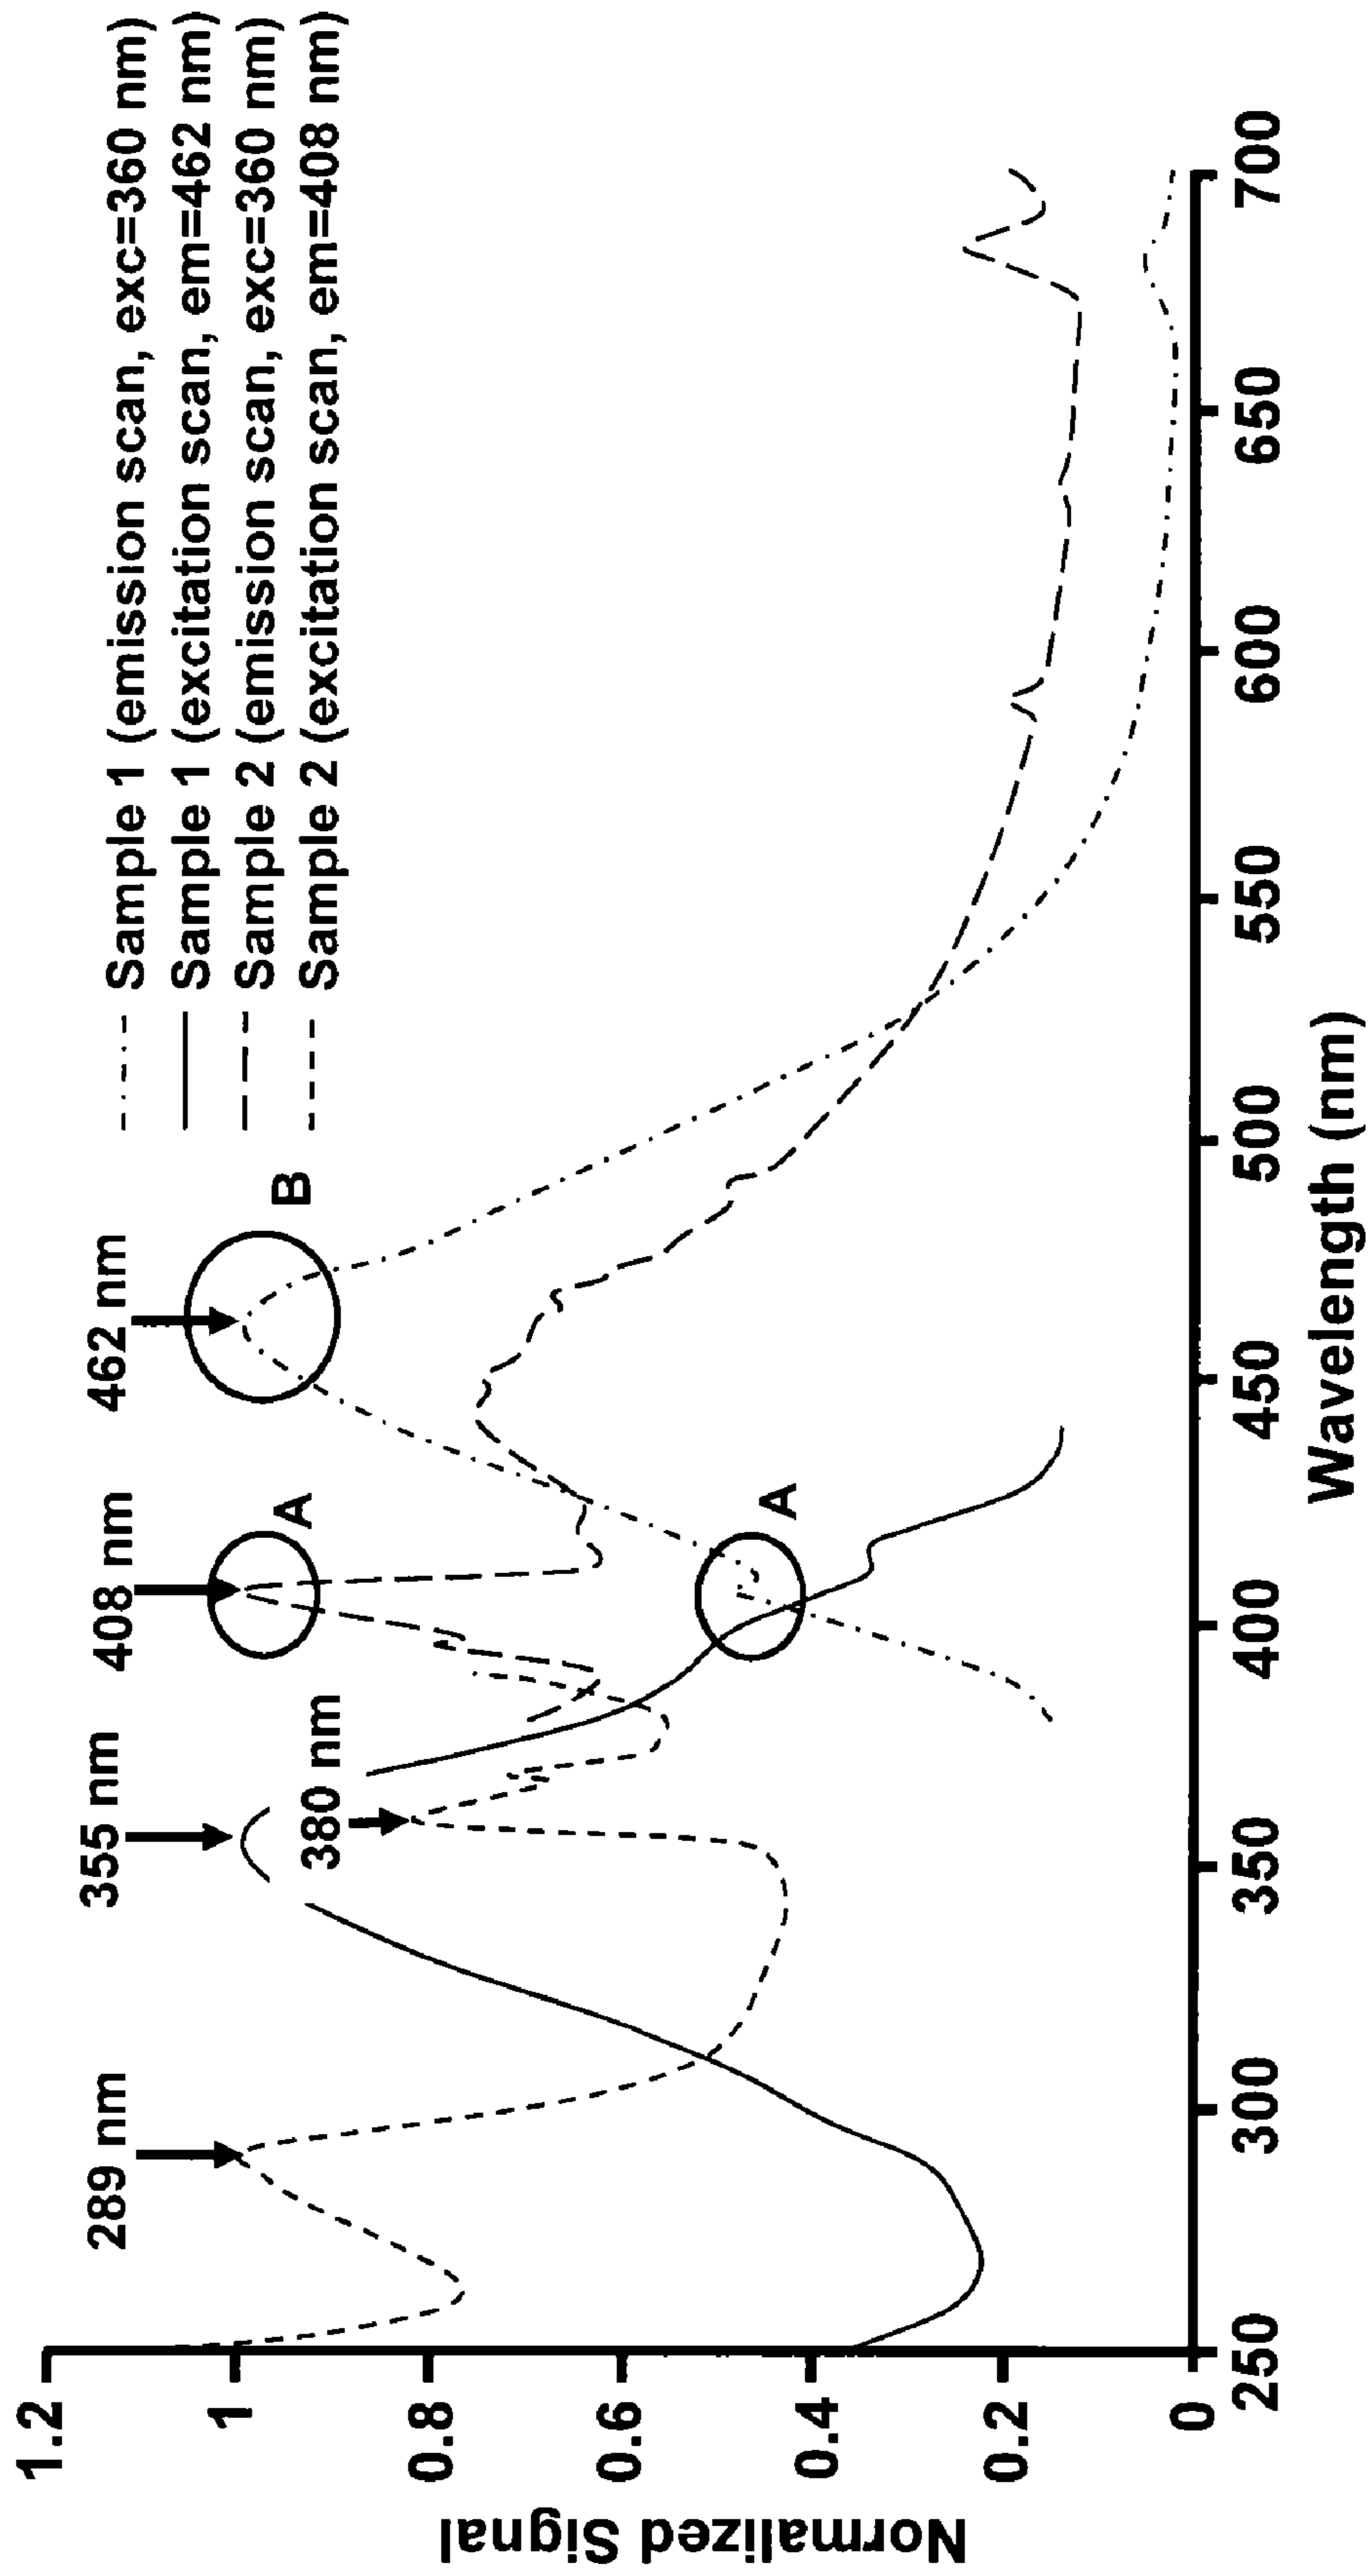 Sample 1 (emission scan, exc=360 nm)
Sample 1 (excitation scan, em=462 nm)
Sample 2 (emission scan, exc=360 nm)
Sample 2 (excitation scan, em=408 nm)
289 nm
355 nm
380 nm
408 nm
462 nm
A
B
A
1.2
1
0.8
0.6
0.4
0.2
0
Normalized Signal
250
300
350
400
450
500
550
600
650
700
Wavelength (nm)